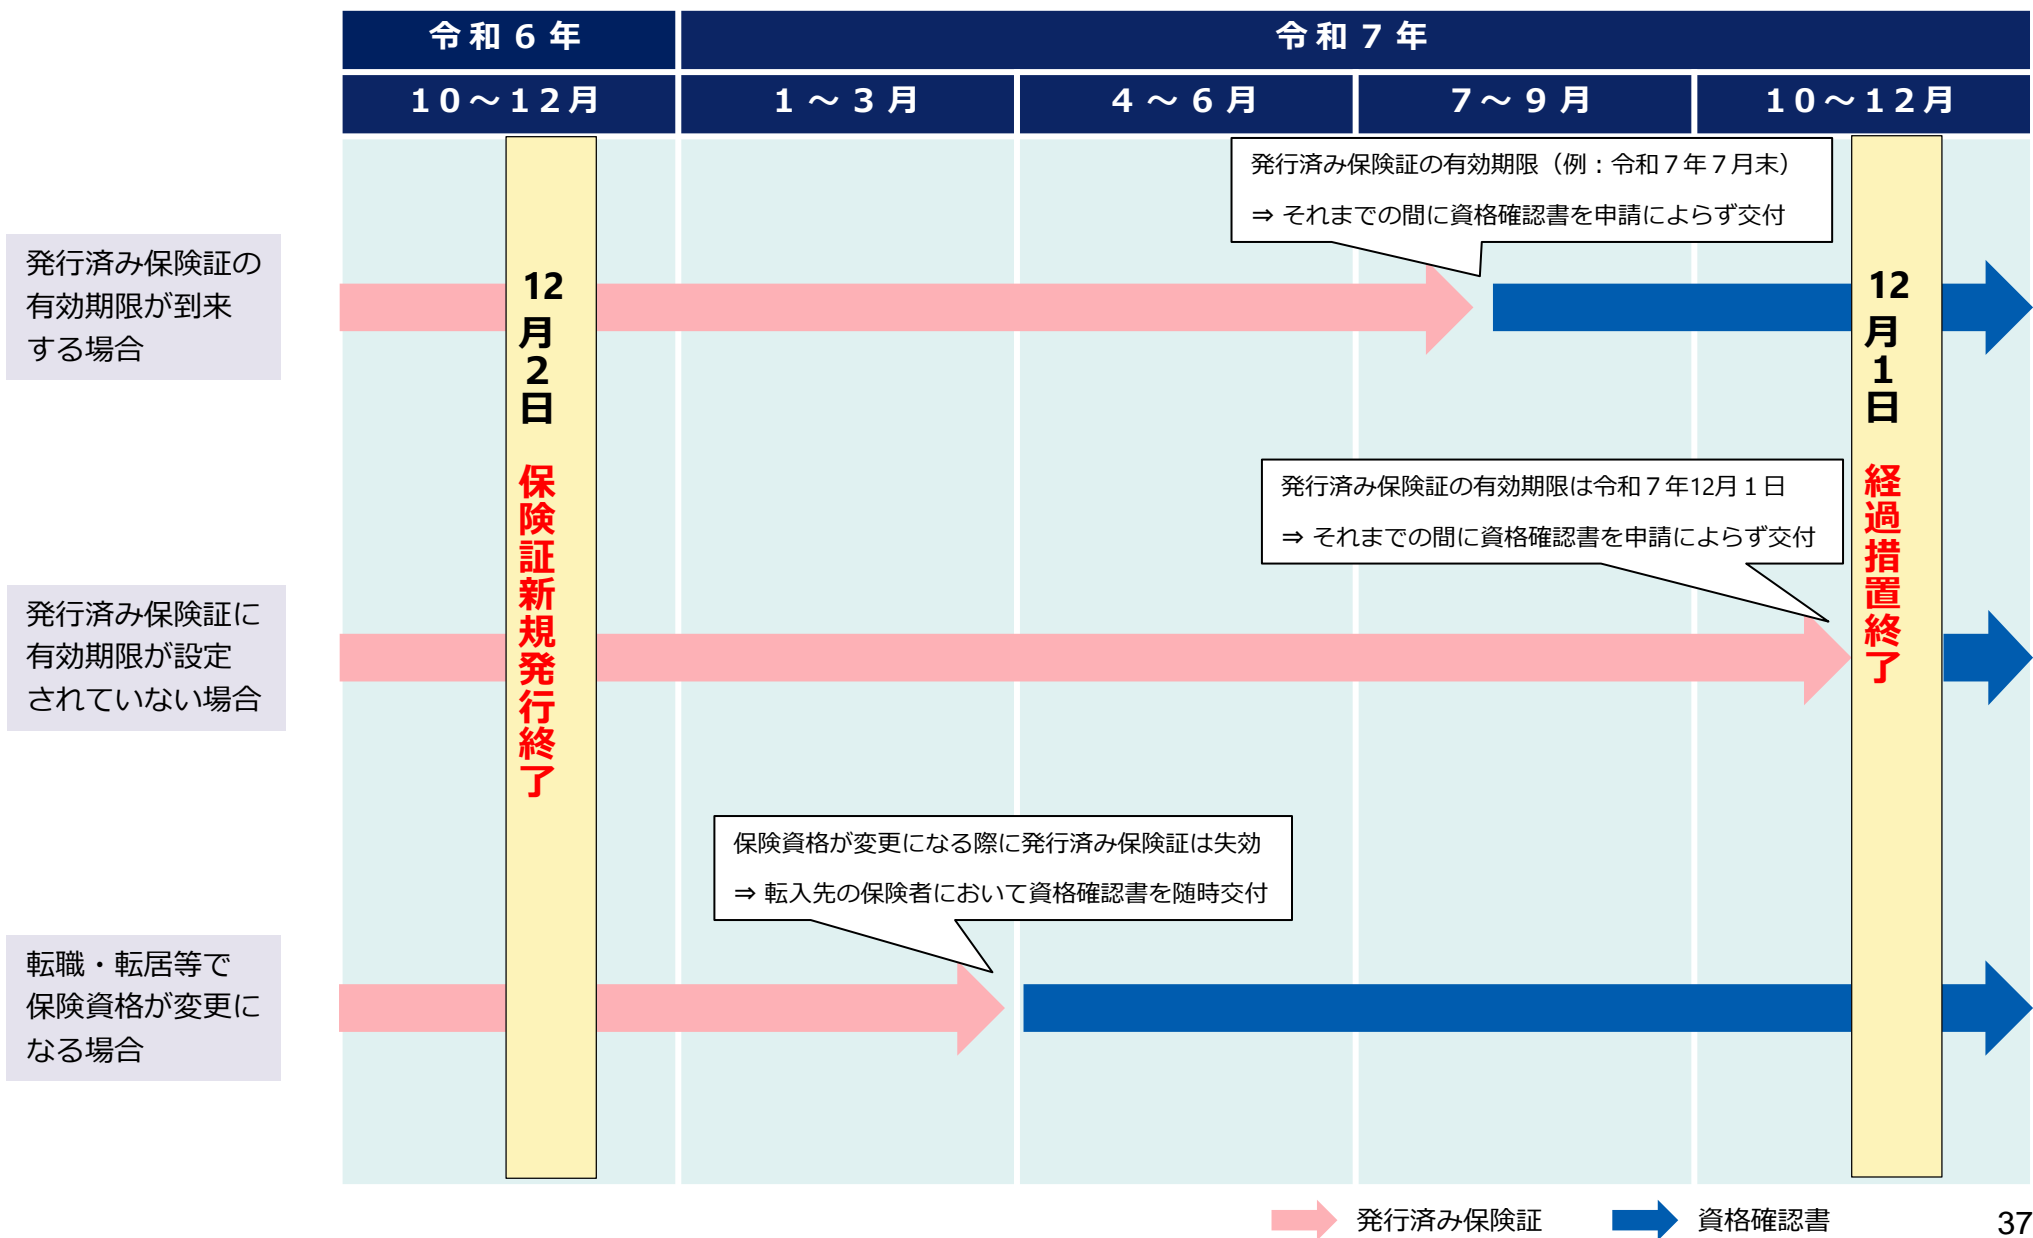 令和６年
令和７年
１０～１２月
１～３月
４～６月
７～９月
１０～１２月
発行済み保険証の有効期限（例：令和７年７月末）
⇒ それまでの間に資格確認書を申請によらず交付
発行済み保険証の
有効期限が到来
する場合
12月２日　保険証新規発行終了
12月１日　経過措置終了
発行済み保険証の有効期限は令和７年12月１日
⇒ それまでの間に資格確認書を申請によらず交付
発行済み保険証に
有効期限が設定
されていない場合
保険資格が変更になる際に発行済み保険証は失効
⇒ 転入先の保険者において資格確認書を随時交付
転職・転居等で
保険資格が変更に
なる場合
発行済み保険証
資格確認書
37